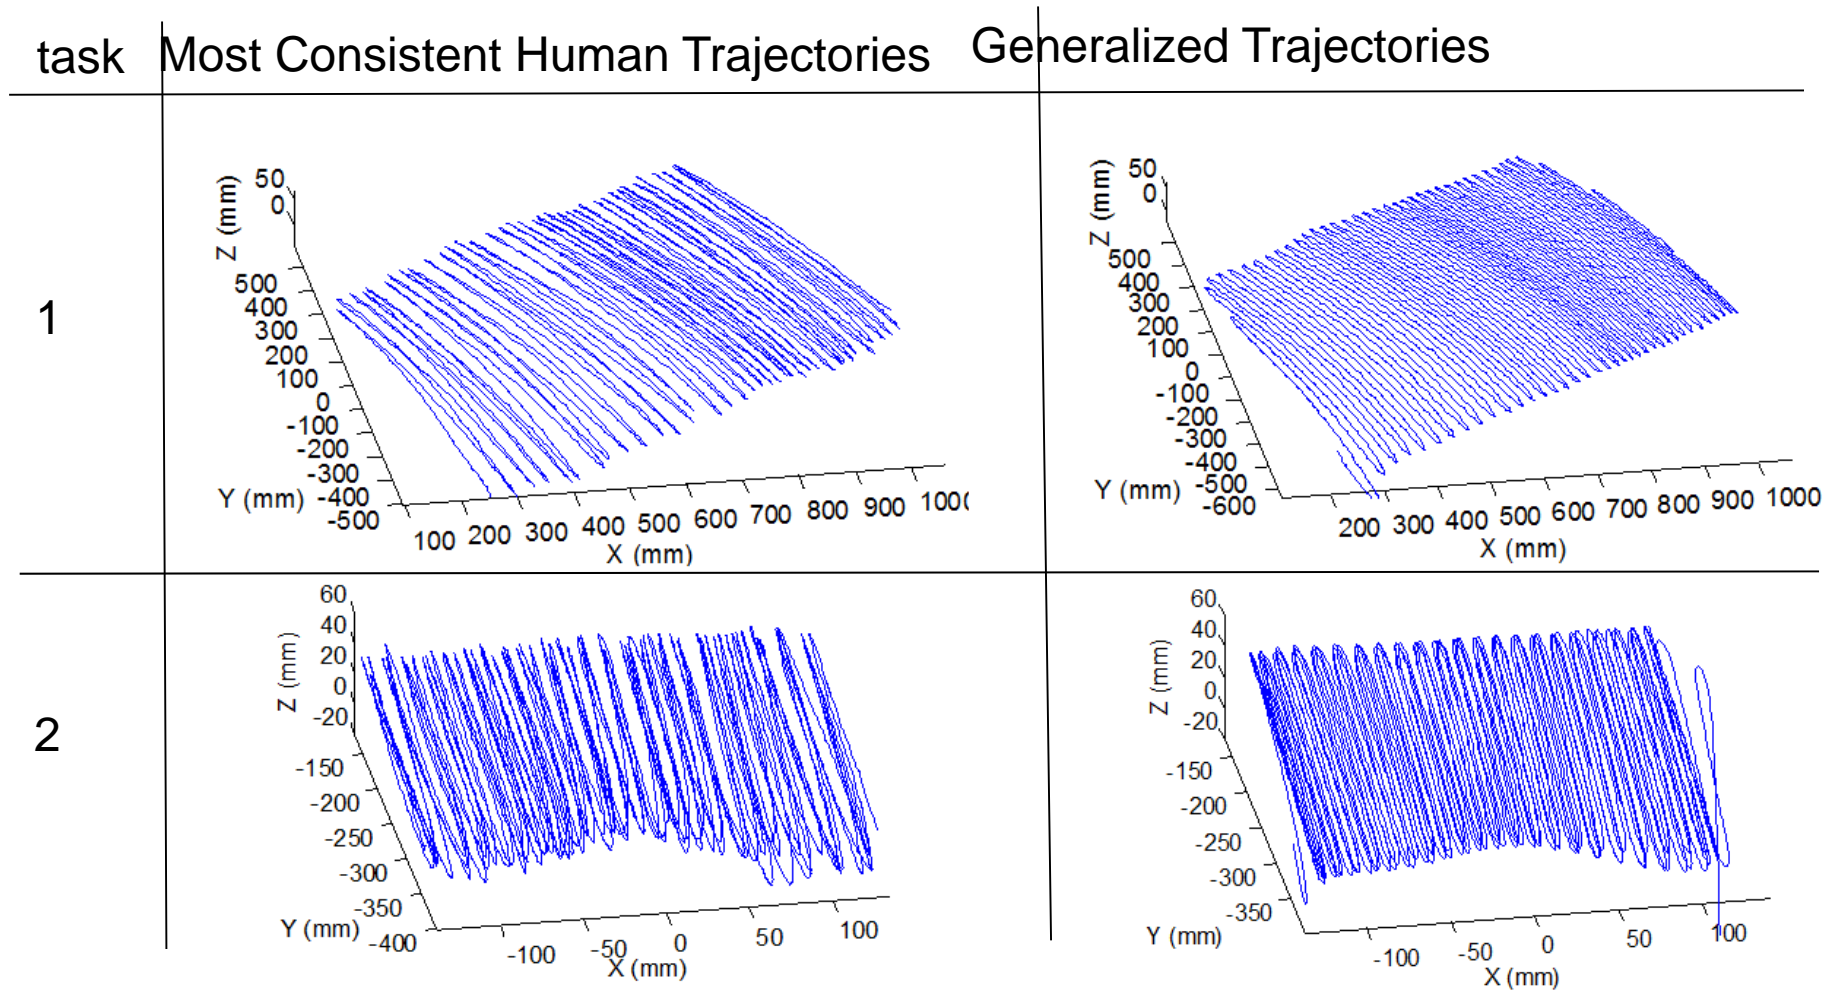 task Most Consistent Human Trajectories Generalized Trajectories
1
Z (mm)
50
0
500
400
300
200
100
0
-100
-200
-300
-400
-500
Y (mm)
100 200 300 400 500 600 700 800 900 1000
X (mm)
Z (mm)
50
0
500
400
300
200
100
0
-100
-200
-300
-400
-500
-600
Y (mm)
200 300 400 500 600 700 800 900 1000
X (mm)
2
Z (mm)
60
40
20
0
-20
-150
-200
-250
-300
-350
-400
Y (mm)
-100 -50 0 50 100
X (mm)
Z (mm)
60
40
20
0
-20
-150
-200
-250
-300
-350
Y (mm)
-100 -50 0 50 100
X (mm)